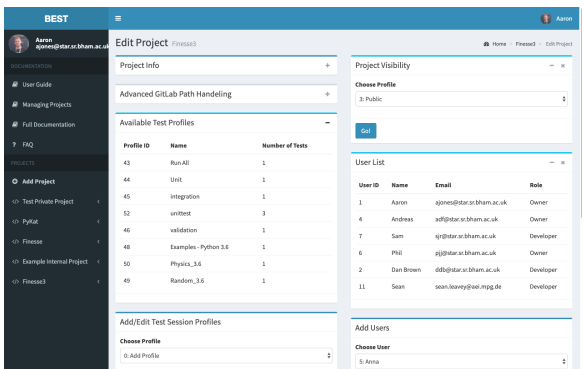 BEST
Aaron
Aaron
ajones@star.sr.bham.ac.uk
DOCUMENTATION
User Guide
Managing Projects
Full Documentation
? FAQ
PROJECTS
Add Project
</> Test Private Project
</> PyKat
</> Finesse
</> Example Internal Project
</> Finesse3
Edit Project Finesse3
Home > Finesse3 > Edit Project
Project Info +
Advanced GitLab Path Handeling +
Available Test Profiles −
Profile ID Name Number of Tests
43 Run All 1
44 Unit 1
45 integration 1
52 unittest 3
46 validation 1
48 Examples - Python 3.6 1
50 Physics_3.6 1
49 Random_3.6 1
Add/Edit Test Session Profiles
Choose Profile
0: Add Profile
Project Visibility − ×
Choose Profile
3: Public
Go!
User List − ×
User ID Name Email Role
1 Aaron ajones@star.sr.bham.ac.uk Owner
4 Andreas adf@star.sr.bham.ac.uk Owner
7 Sam sjr@star.sr.bham.ac.uk Developer
6 Phil pjj@star.sr.bham.ac.uk Owner
2 Dan Brown ddb@star.sr.bham.ac.uk Developer
11 Sean sean.leavey@aei.mpg.de Developer
Add Users
Choose User
5: Anna